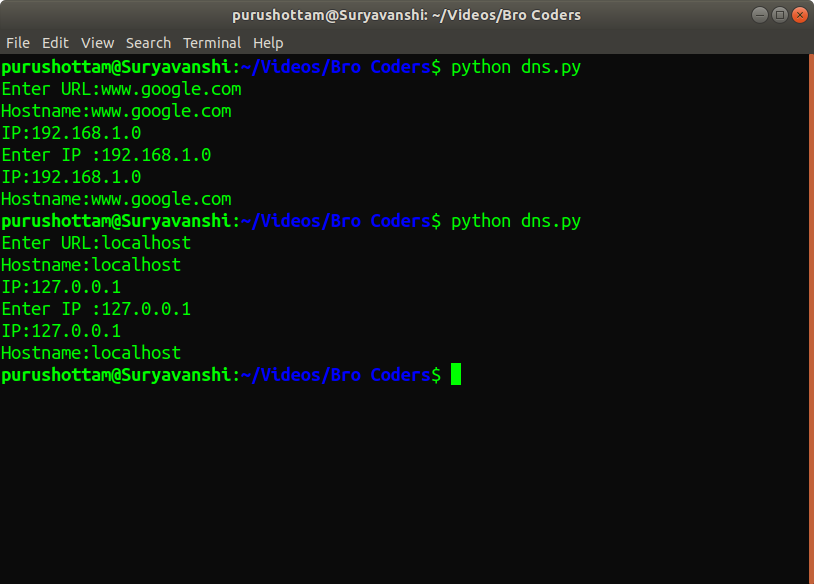 purushottam@Suryavanshi: ~/Videos/Bro Coders
File Edit View Search Terminal Help
purushottam@Suryavanshi:~/Videos/Bro Coders$ python dns.py
Enter URL:www.google.com
Hostname:www.google.com
IP:192.168.1.0
Enter IP :192.168.1.0
IP:192.168.1.0
Hostname:www.google.com
purushottam@Suryavanshi:~/Videos/Bro Coders$ python dns.py
Enter URL:localhost
Hostname:localhost
IP:127.0.0.1
Enter IP :127.0.0.1
IP:127.0.0.1
Hostname:localhost
purushottam@Suryavanshi:~/Videos/Bro Coders$